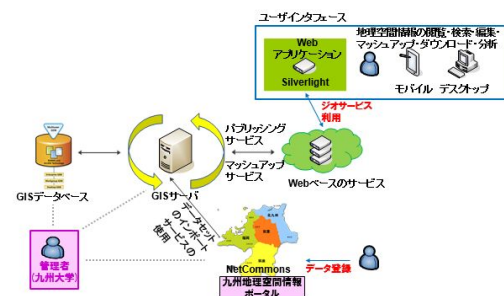 ユーザインタフェース
Web
アプリケーション
Silverlight
地理空間情報の閲覧・検索・編集・
マッシュアップ・ダウンロード・分析
モバイル
デスクトップ
ジオサービス
利用
パブリッシング
サービス
マッシュアップ
サービス
GISデータベース
GISサーバ
Webベースのサービス
データセット
のインポート
サービスの
使用
管理者
(九州大学)
NetCommons
九州地理空間情報
ポータル
データ登録